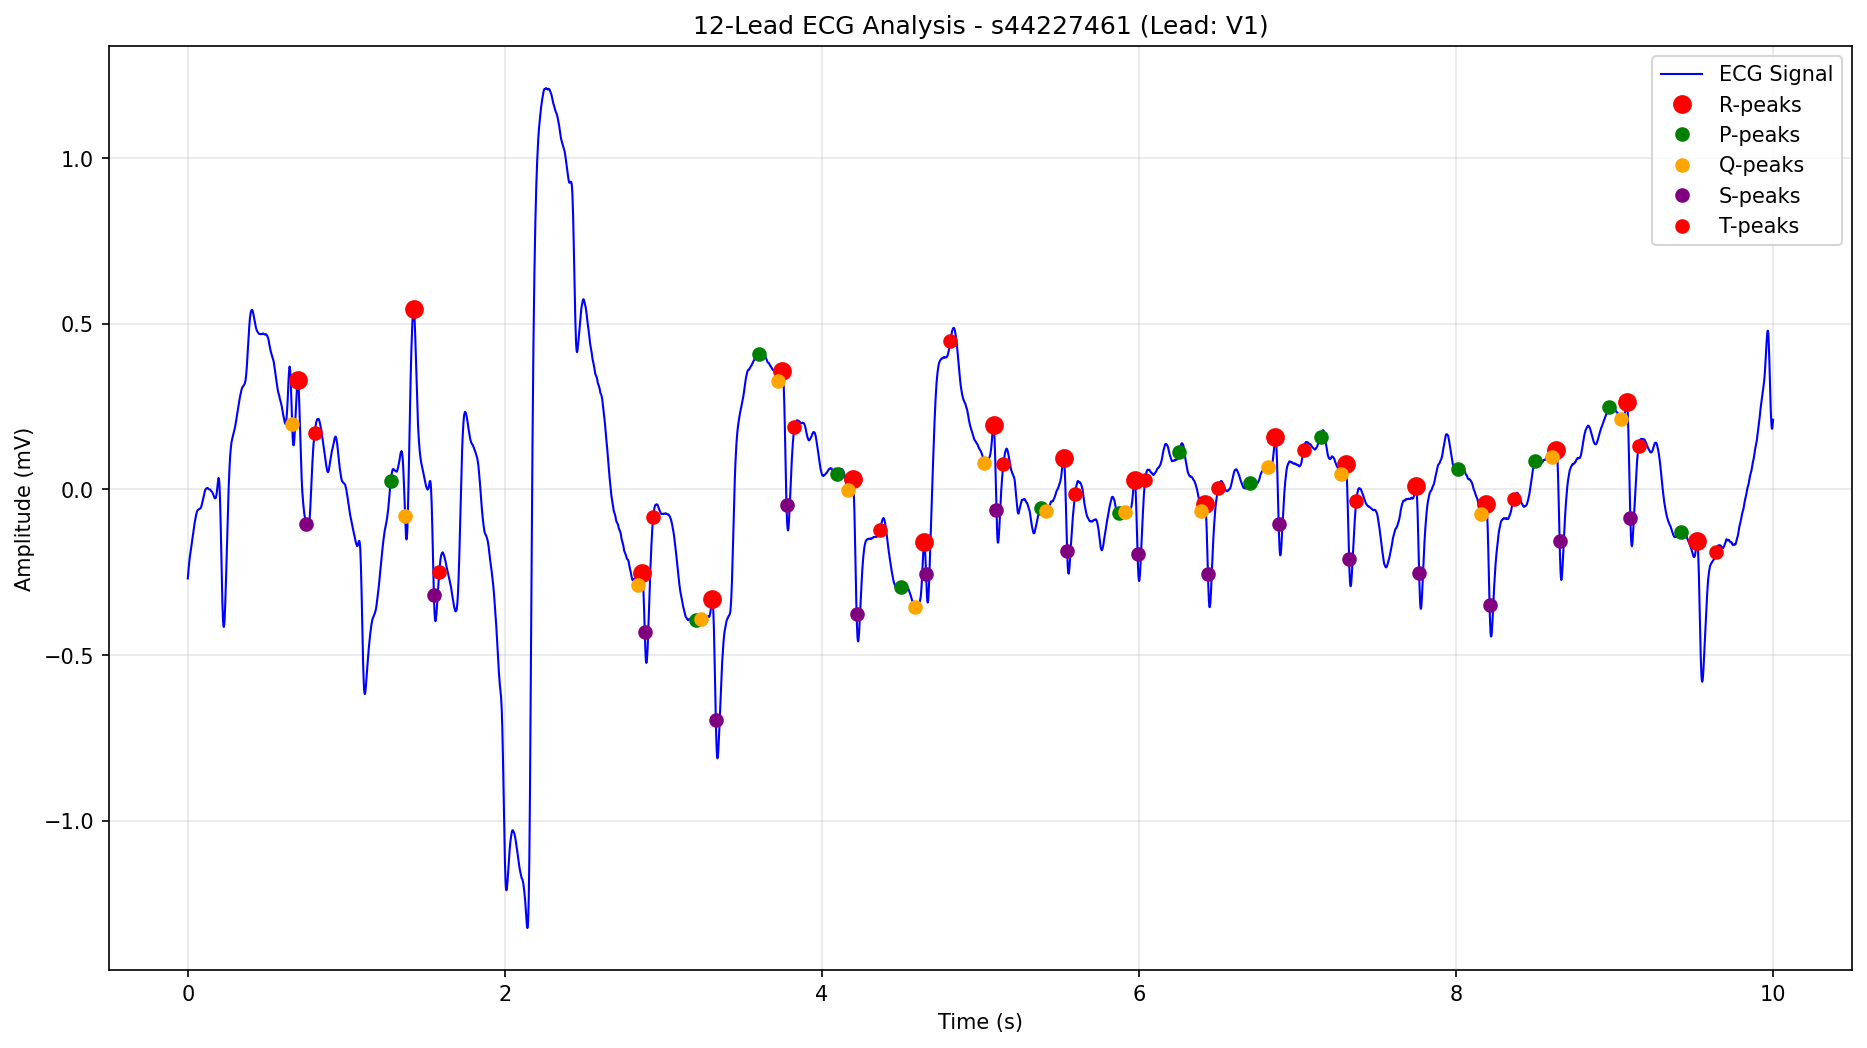 12-Lead ECG Analysis - s44227461 (Lead: V1)
ECG Signal
R-peaks
P-peaks
Q-peaks
S-peaks
T-peaks
Amplitude (mV)
1.0
0.5
0.0
−0.5
−1.0
0 2 4 6 8 10
Time (s)